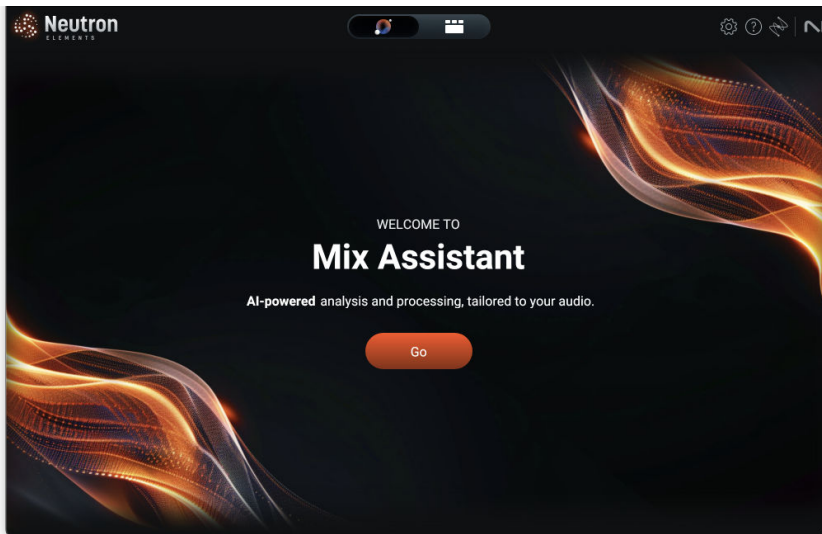 Neutron
ELEMENTS
WELCOME TO
Mix Assistant
AI-powered analysis and processing, tailored to your audio.
Go